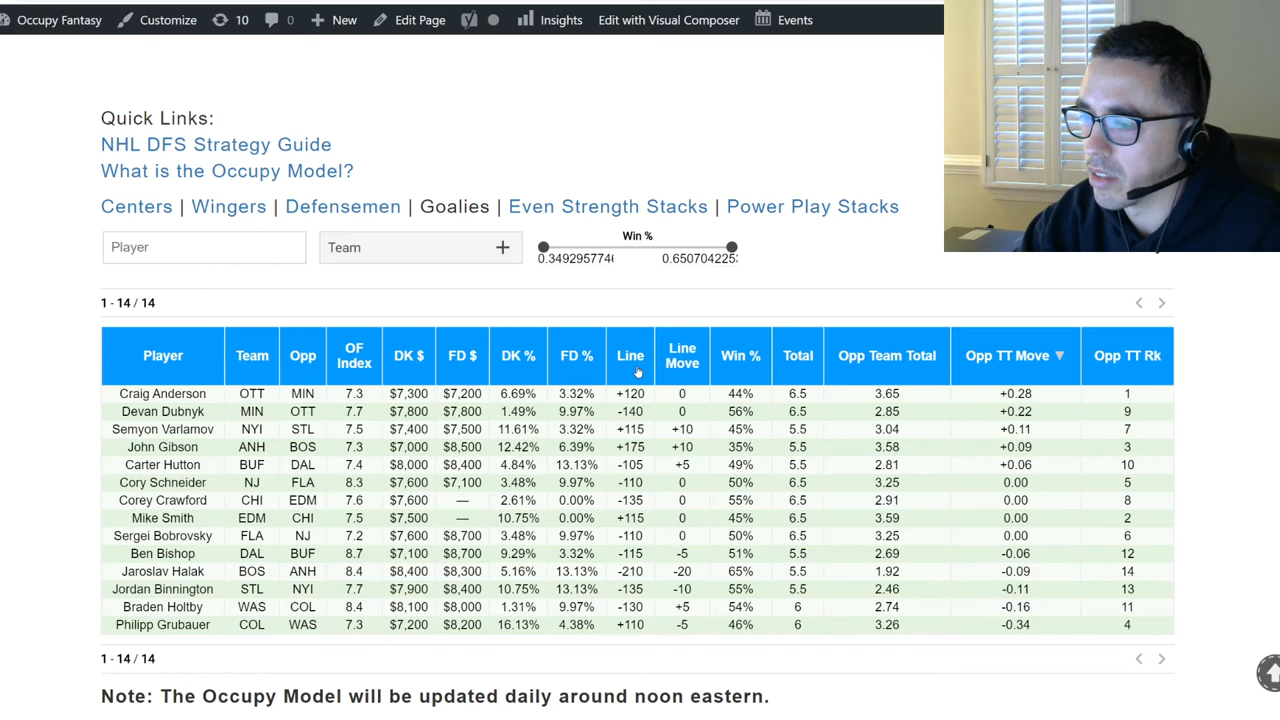 Occupy Fantasy Customize 10 0 New Edit Page Insights Edit with Visual Composer Events
Quick Links:
NHL DFS Strategy Guide
What is the Occupy Model?
Centers | Wingers | Defensemen | Goalies | Even Strength Stacks | Power Play Stacks
Player Team + Win %
0.349295774 0.650704225
1 - 14 / 14 < >
Player Team Opp OF Index DK $ FD $ DK % FD % Line Line Move Win % Total Opp Team Total Opp TT Move ▼ Opp TT Rk
Craig Anderson OTT MIN 7.3 $7,300 $7,200 6.69% 3.32% +120 0 44% 6.5 3.65 +0.28 1
Devan Dubnyk MIN OTT 7.7 $7,800 $7,800 1.49% 9.97% -140 0 56% 6.5 2.85 +0.22 9
Semyon Varlamov NYI STL 7.5 $7,400 $7,500 11.61% 3.32% +115 +10 45% 5.5 3.04 +0.11 7
John Gibson ANH BOS 7.3 $7,000 $8,500 12.42% 6.39% +175 +10 35% 5.5 3.58 +0.09 3
Carter Hutton BUF DAL 7.4 $8,000 $8,400 4.84% 13.13% -105 +5 49% 5.5 2.81 +0.06 10
Cory Schneider NJ FLA 8.3 $7,600 $7,100 3.48% 9.97% -110 0 50% 6.5 3.25 0.00 5
Corey Crawford CHI EDM 7.6 $7,600 — 2.61% 0.00% -135 0 55% 6.5 2.91 0.00 8
Mike Smith EDM CHI 7.5 $7,500 — 10.75% 0.00% +115 0 45% 6.5 3.59 0.00 2
Sergei Bobrovsky FLA NJ 7.2 $7,600 $8,700 3.48% 9.97% -110 0 50% 6.5 3.25 0.00 6
Ben Bishop DAL BUF 8.7 $7,100 $8,700 9.29% 3.32% -115 -5 51% 5.5 2.69 -0.06 12
Jaroslav Halak BOS ANH 8.4 $8,400 $8,300 5.16% 13.13% -210 -20 65% 5.5 1.92 -0.09 14
Jordan Binnington STL NYI 7.7 $7,900 $8,400 10.75% 13.13% -135 -10 55% 5.5 2.46 -0.11 13
Braden Holtby WAS COL 8.4 $8,100 $8,000 1.31% 9.97% -130 +5 54% 6 2.74 -0.16 11
Philipp Grubauer COL WAS 7.3 $7,200 $8,200 16.13% 4.38% +110 -5 46% 6 3.26 -0.34 4
1 - 14 / 14 < >
Note: The Occupy Model will be updated daily around noon eastern.